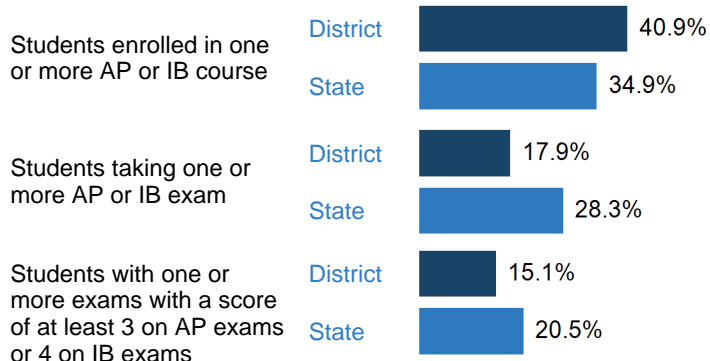 Students enrolled in one
or more AP or IB course
District
40.9%
State
34.9%
Students taking one or
more AP or IB exam
District
17.9%
State
28.3%
Students with one or
more exams with a score
of at least 3 on AP exams
or 4 on IB exams
District
15.1%
State
20.5%